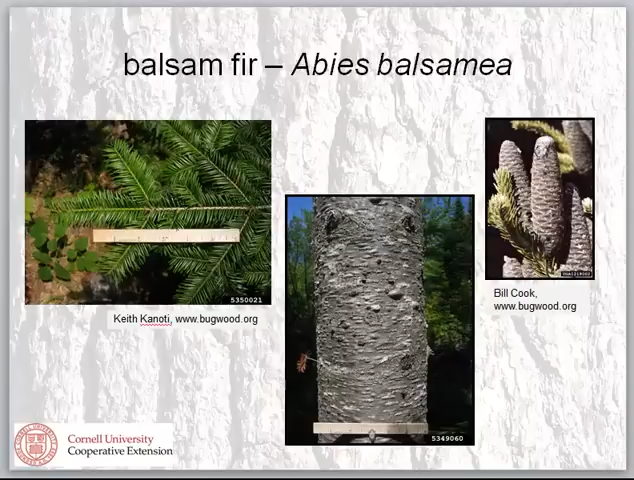 balsam fir – Abies balsamea
5350021
Keith Kanoti, www.bugwood.org
5349060
Bill Cook,
www.bugwood.org
Cornell University
Cooperative Extension